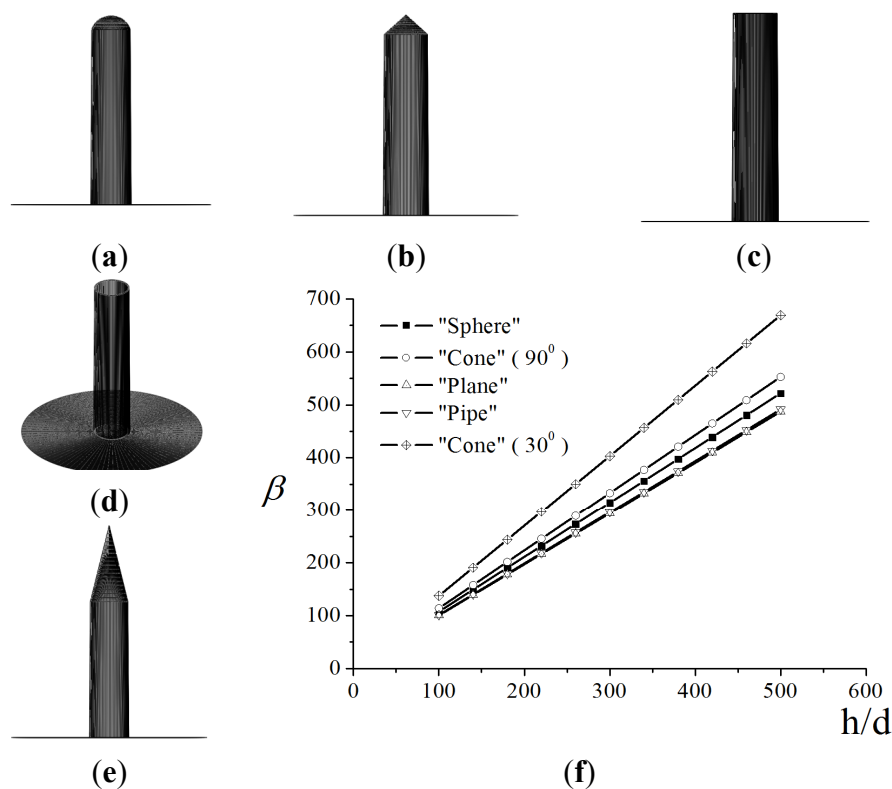 (a)
(b)
(c)
(d)
(e)
700
600
500
400
300
200
100
0
β
"Sphere"
"Cone" ( 90⁰ )
"Plane"
"Pipe"
"Cone" ( 30⁰ )
0 100 200 300 400 500 600
h/d
(f)